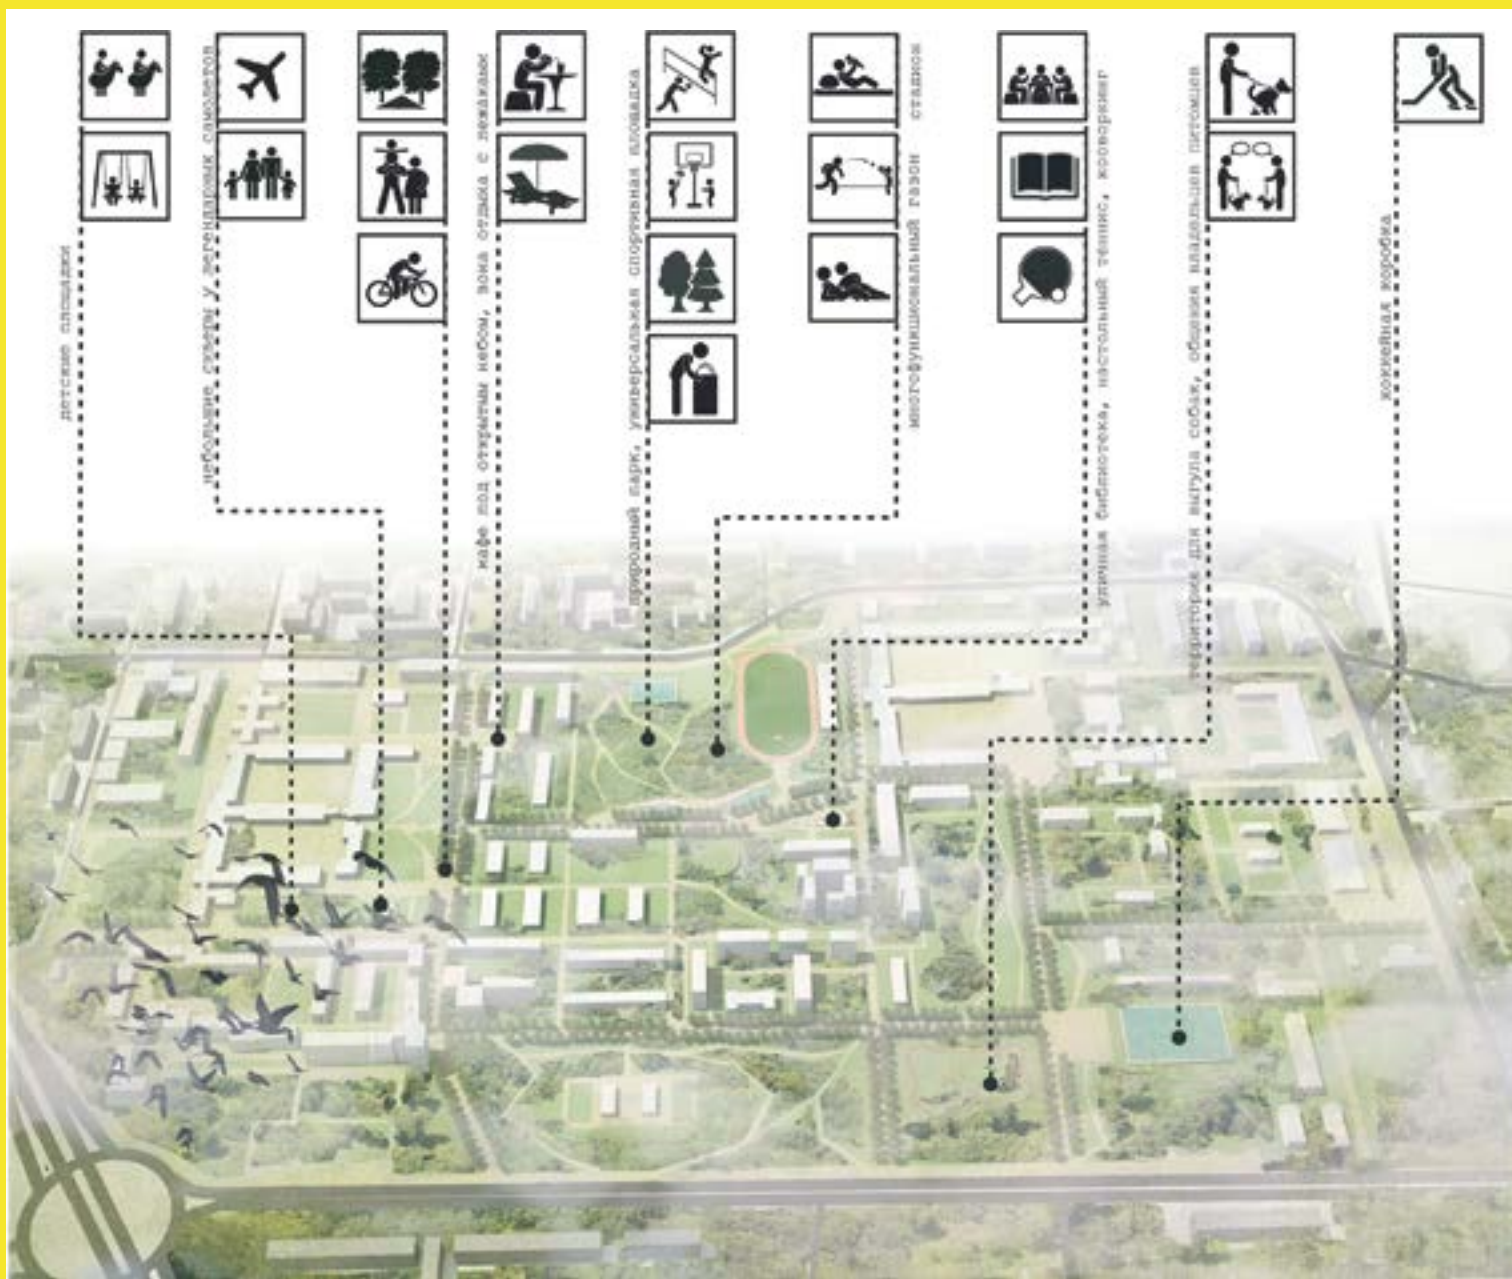 детские площадки
небольшие скверы у легендарных самолетов
кафе под открытым небом, зона отдыха с лежаками
природный парк, универсальная спортивная площадка
многофункциональный газон стадион
уличная библиотека, настольный теннис, коворкинг
территория для выгула собак, общения владельцев питомцев
хоккейная коробка